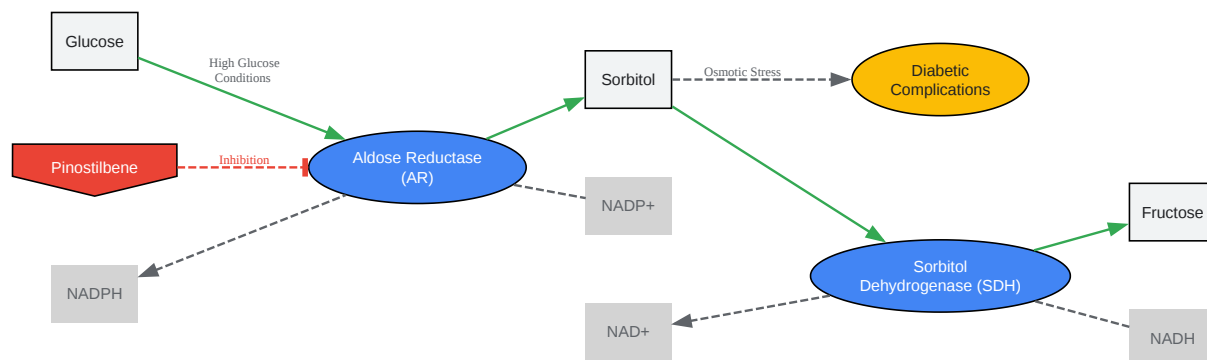 Glucose
High Glucose
Conditions
Sorbitol
Osmotic Stress
Diabetic
Complications
Pinostilbene
Inhibition
Aldose Reductase
(AR)
NADP+
Fructose
NADPH
Sorbitol
Dehydrogenase (SDH)
NAD+
NADH